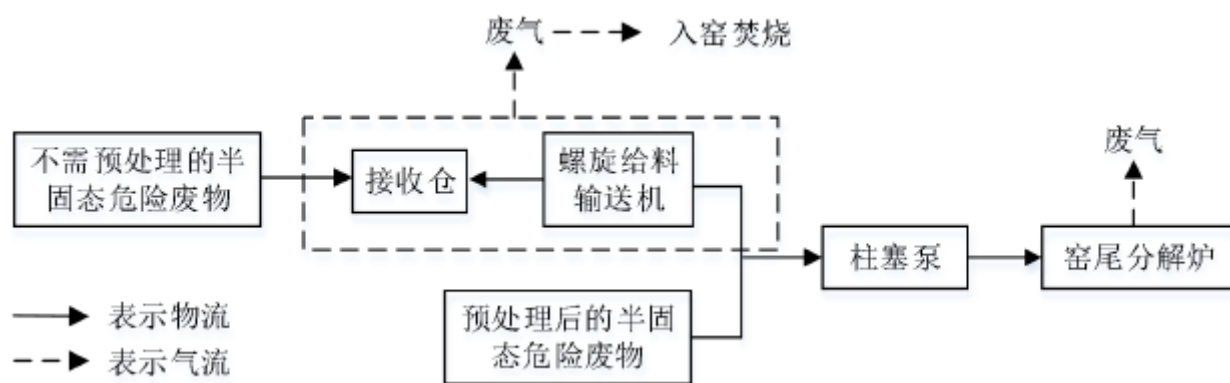 废气
入窑焚烧
不需预处理的半
固态危险废物
接收仓
螺旋给料
输送机
废气
柱塞泵
窑尾分解炉
预处理后的半固
态危险废物
表示物流
表示气流